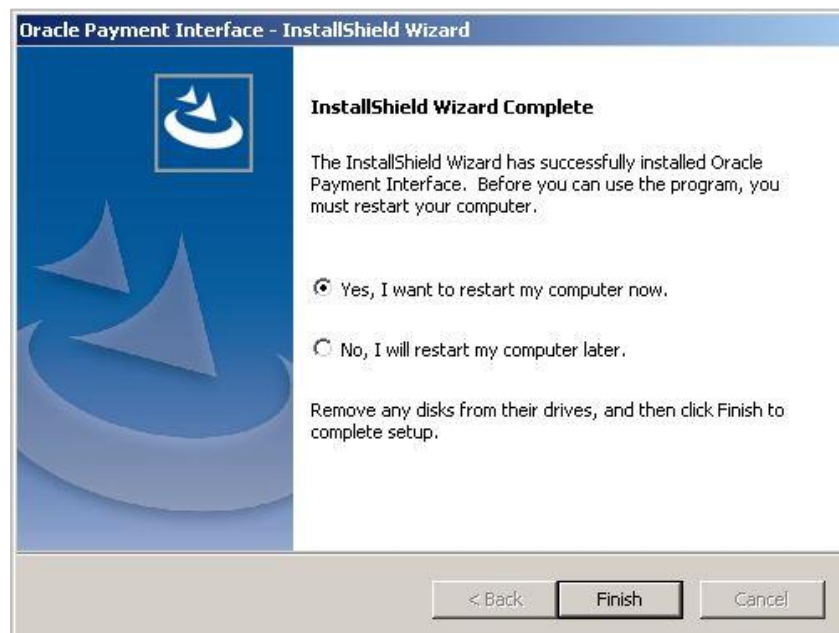 Oracle Payment Interface - InstallShield Wizard
InstallShield Wizard Complete
The InstallShield Wizard has successfully installed Oracle
Payment Interface.  Before you can use the program, you
must restart your computer.
Yes, I want to restart my computer now.
No, I will restart my computer later.
Remove any disks from their drives, and then click Finish to
complete setup.
< Back Finish Cancel